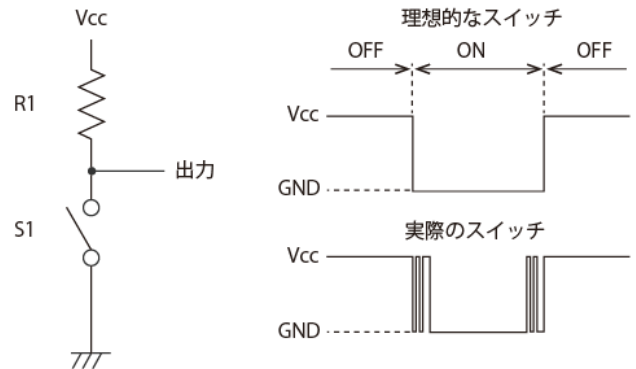 Vcc
R1
出力
S1
理想的なスイッチ
OFF ON OFF
Vcc
GND
実際のスイッチ
Vcc
GND